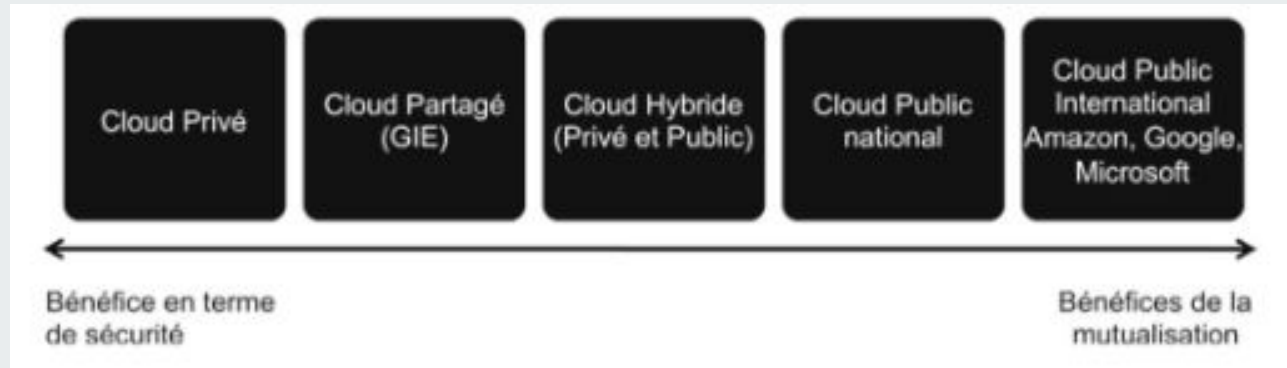 Cloud Privé
Cloud Partagé
(GIE)
Cloud Hybride
(Privé et Public)
Cloud Public
national
Cloud Public
International
Amazon, Google,
Microsoft
Bénéfice en terme
de sécurité
Bénéfices de la
mutualisation